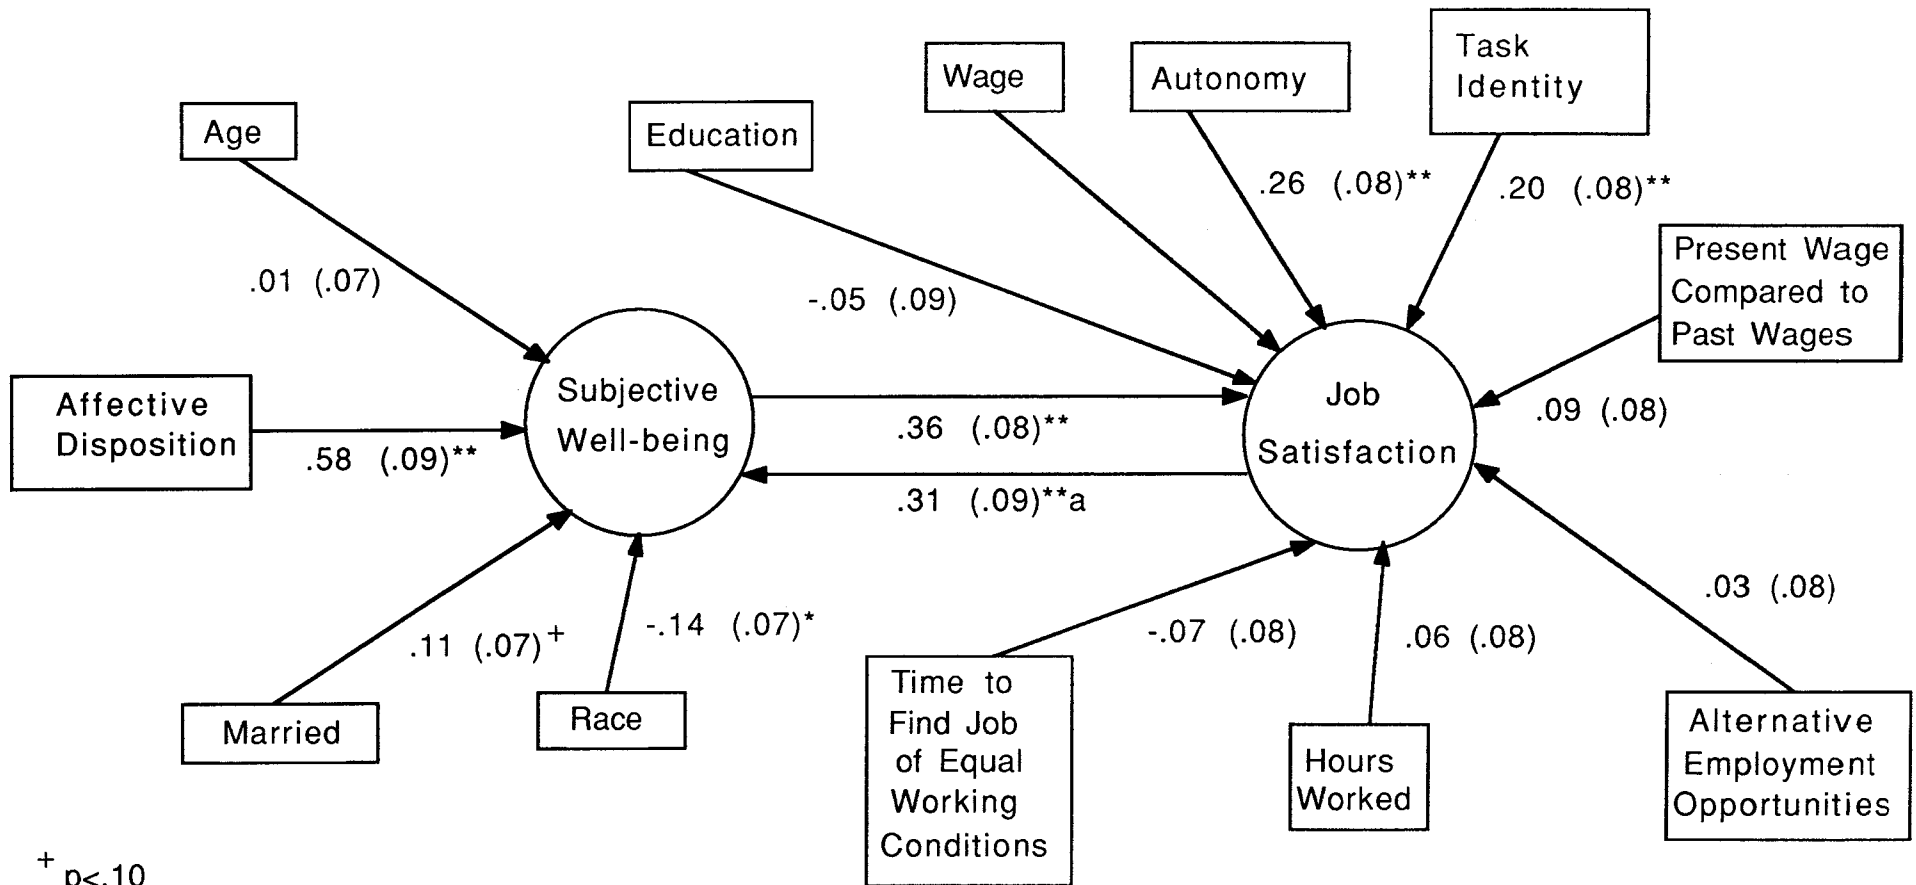 Task
Identity
Wage
Autonomy
Age
Education
.26 (.08)**
.20 (.08)**
Present Wage
Compared to
Past Wages
.01 (.07)
-.05 (.09)
Affective
Disposition
.58 (.09)**
Subjective
Well-being
.36 (.08)**
.31 (.09)**a
Job
Satisfaction
.09 (.08)
.03 (.08)
.11 (.07)+
-.14 (.07)*
-.07 (.08)
.06 (.08)
Married
Race
Time to
Find Job
of Equal
Working
Conditions
Hours
Worked
Alternative
Employment
Opportunities
+ p<.10